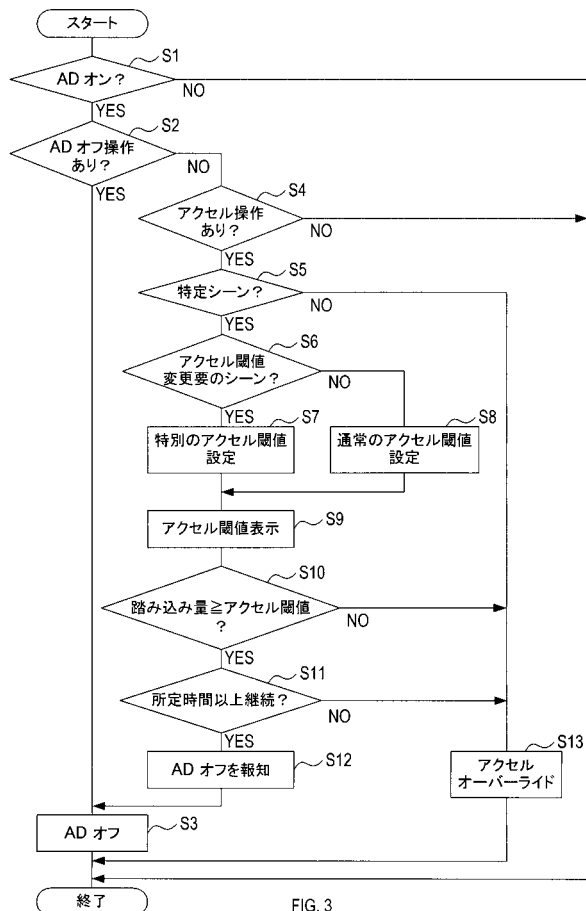 スタート
S1
AD オン?
NO
YES
S2
AD オフ操作
あり?
NO
YES
S4
アクセル操作
あり?
NO
YES
S5
特定シーン?
NO
YES
S6
アクセル閾値
変更要のシーン?
NO
YES
S7
特別のアクセル閾値
設定
S8
通常のアクセル閾値
設定
S9
アクセル閾値表示
S10
踏み込み量≧アクセル閾値
?
NO
YES
S11
所定時間以上継続?
NO
YES
S12
AD オフを報知
S13
アクセル
オーバーライド
S3
AD オフ
終了
FIG. 3